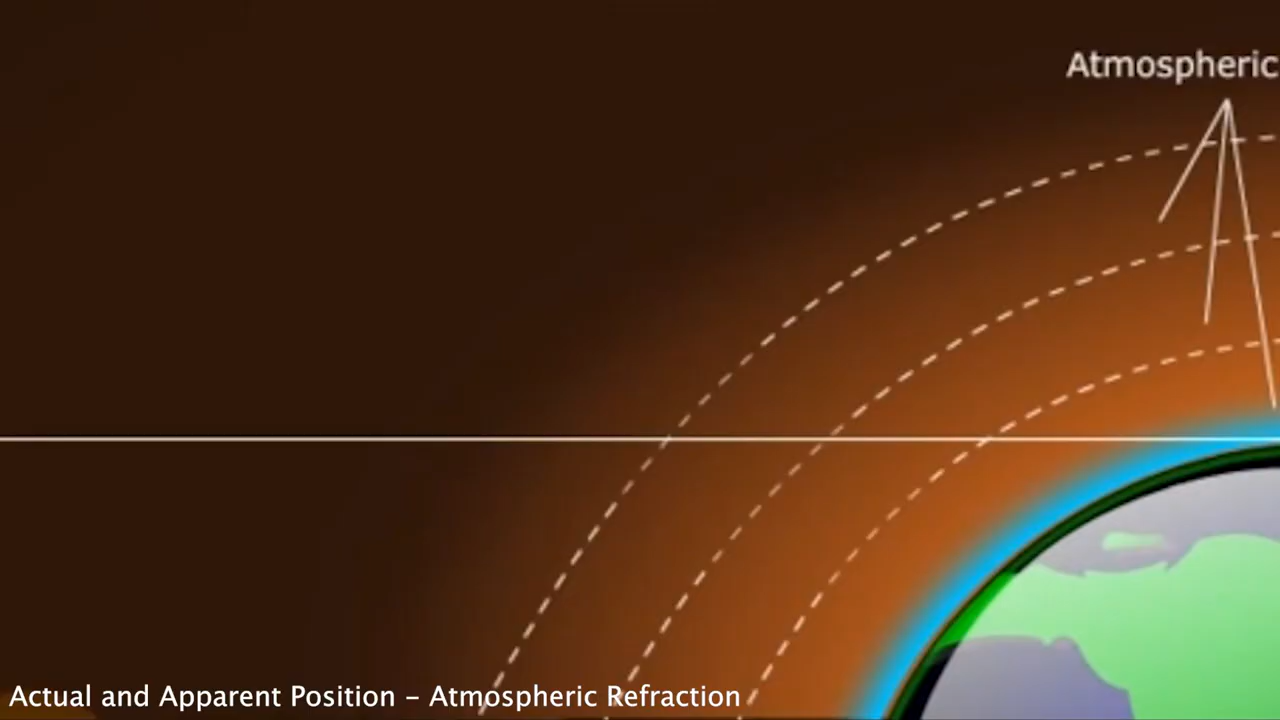 Atmospheric
Actual and Apparent Position – Atmospheric Refraction